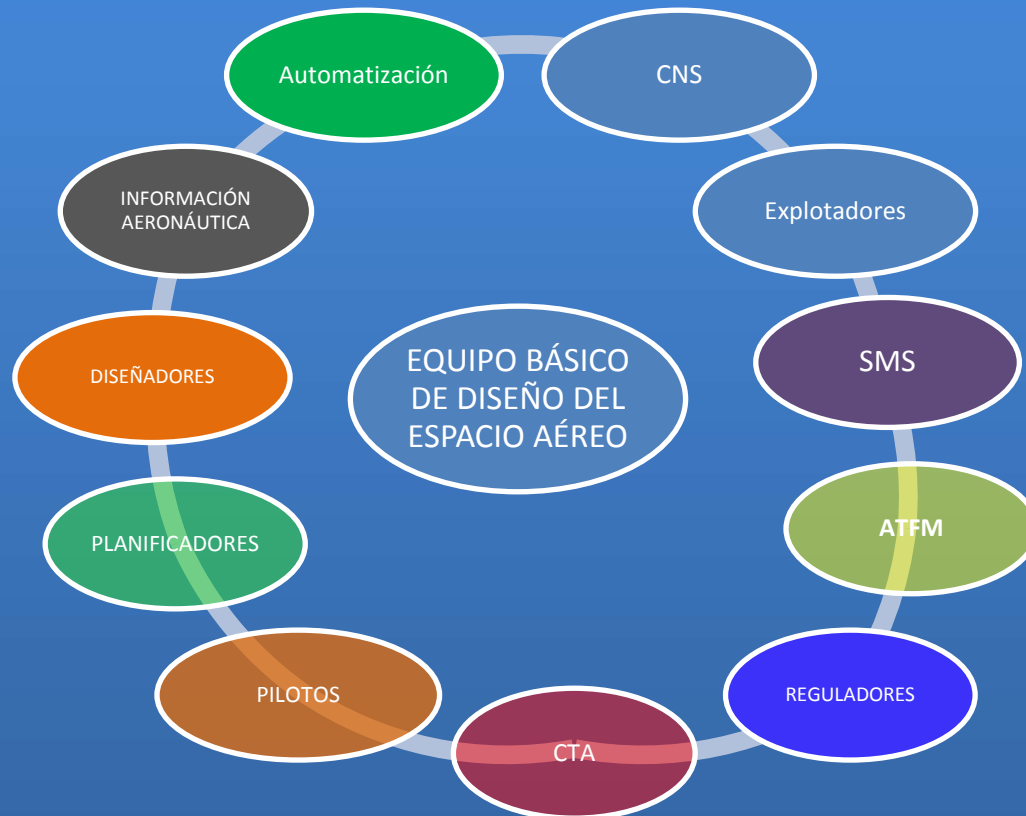 Automatización
CNS
Explotadores
SMS
ATFM
REGULADORES
CTA
PILOTOS
PLANIFICADORES
DISEÑADORES
INFORMACIÓN
AERONÁUTICA
EQUIPO BÁSICO
DE DISEÑO DEL
ESPACIO AÉREO